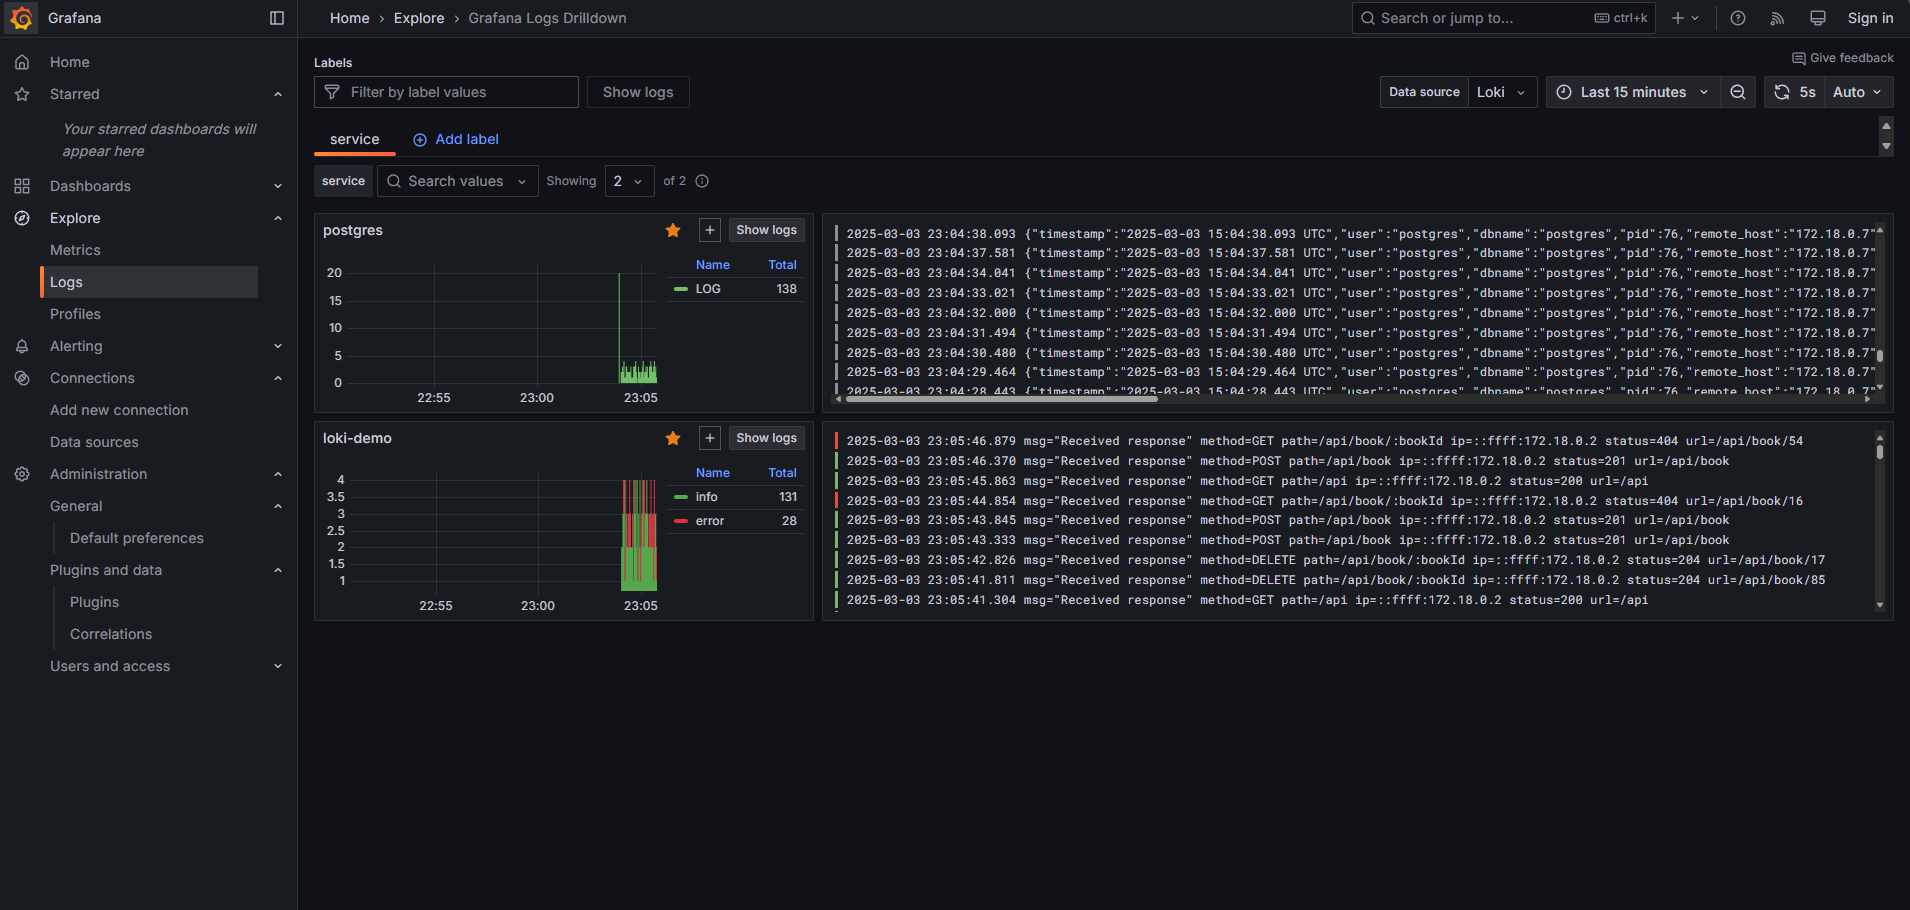 Grafana
Home › Explore › Grafana Logs Drilldown
Search or jump to... ctrl+k
Sign in
Home
Starred
Your starred dashboards will
appear here
Dashboards
Explore
Metrics
Logs
Profiles
Alerting
Connections
Add new connection
Data sources
Administration
General
Default preferences
Plugins and data
Plugins
Correlations
Users and access
Give feedback
Labels
Filter by label values
Show logs
Data source Loki
Last 15 minutes
5s Auto
service
Add label
service Search values Showing 2 of 2
postgres
+ Show logs
Name Total
LOG 138
20
15
10
5
0
22:55 23:00 23:05
2025-03-03 23:04:38.093 {"timestamp":"2025-03-03 15:04:38.093 UTC","user":"postgres","dbname":"postgres","pid":76,"remote_host":"172.18.0.7"
2025-03-03 23:04:37.581 {"timestamp":"2025-03-03 15:04:37.581 UTC","user":"postgres","dbname":"postgres","pid":76,"remote_host":"172.18.0.7"
2025-03-03 23:04:34.041 {"timestamp":"2025-03-03 15:04:34.041 UTC","user":"postgres","dbname":"postgres","pid":76,"remote_host":"172.18.0.7"
2025-03-03 23:04:33.021 {"timestamp":"2025-03-03 15:04:33.021 UTC","user":"postgres","dbname":"postgres","pid":76,"remote_host":"172.18.0.7"
2025-03-03 23:04:32.000 {"timestamp":"2025-03-03 15:04:32.000 UTC","user":"postgres","dbname":"postgres","pid":76,"remote_host":"172.18.0.7"
2025-03-03 23:04:31.494 {"timestamp":"2025-03-03 15:04:31.494 UTC","user":"postgres","dbname":"postgres","pid":76,"remote_host":"172.18.0.7"
2025-03-03 23:04:30.480 {"timestamp":"2025-03-03 15:04:30.480 UTC","user":"postgres","dbname":"postgres","pid":76,"remote_host":"172.18.0.7"
2025-03-03 23:04:29.464 {"timestamp":"2025-03-03 15:04:29.464 UTC","user":"postgres","dbname":"postgres","pid":76,"remote_host":"172.18.0.7"
2025-03-03 23:04:28.443 {"timestamp":"2025-03-03 15:04:28.443 UTC","user":"postgres","dbname":"postgres","pid":76,"remote_host":"172.18.0.7"
loki-demo
+ Show logs
Name Total
info 131
error 28
4
3.5
3
2.5
2
1.5
1
22:55 23:00 23:05
2025-03-03 23:05:46.879 msg="Received response" method=GET path=/api/book/:bookId ip=::ffff:172.18.0.2 status=404 url=/api/book/54
2025-03-03 23:05:46.370 msg="Received response" method=POST path=/api/book ip=::ffff:172.18.0.2 status=201 url=/api/book
2025-03-03 23:05:45.863 msg="Received response" method=GET path=/api ip=::ffff:172.18.0.2 status=200 url=/api
2025-03-03 23:05:44.854 msg="Received response" method=GET path=/api/book/:bookId ip=::ffff:172.18.0.2 status=404 url=/api/book/16
2025-03-03 23:05:43.845 msg="Received response" method=POST path=/api/book ip=::ffff:172.18.0.2 status=201 url=/api/book
2025-03-03 23:05:43.333 msg="Received response" method=POST path=/api/book ip=::ffff:172.18.0.2 status=201 url=/api/book
2025-03-03 23:05:42.826 msg="Received response" method=DELETE path=/api/book/:bookId ip=::ffff:172.18.0.2 status=204 url=/api/book/17
2025-03-03 23:05:41.811 msg="Received response" method=DELETE path=/api/book/:bookId ip=::ffff:172.18.0.2 status=204 url=/api/book/85
2025-03-03 23:05:41.304 msg="Received response" method=GET path=/api ip=::ffff:172.18.0.2 status=200 url=/api